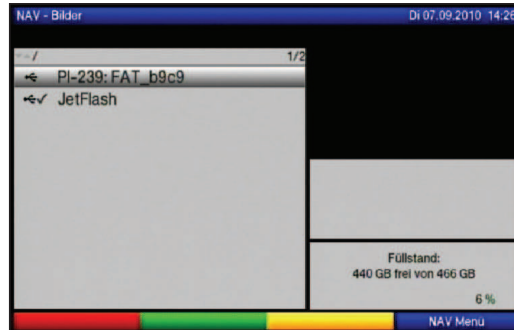 NAV - Bilder
Di 07.09.2010 14:26
--/
1/2
PI-239: FAT_b9c9
JetFlash
Füllstand:
440 GB frei von 466 GB
6 %
NAV Menü